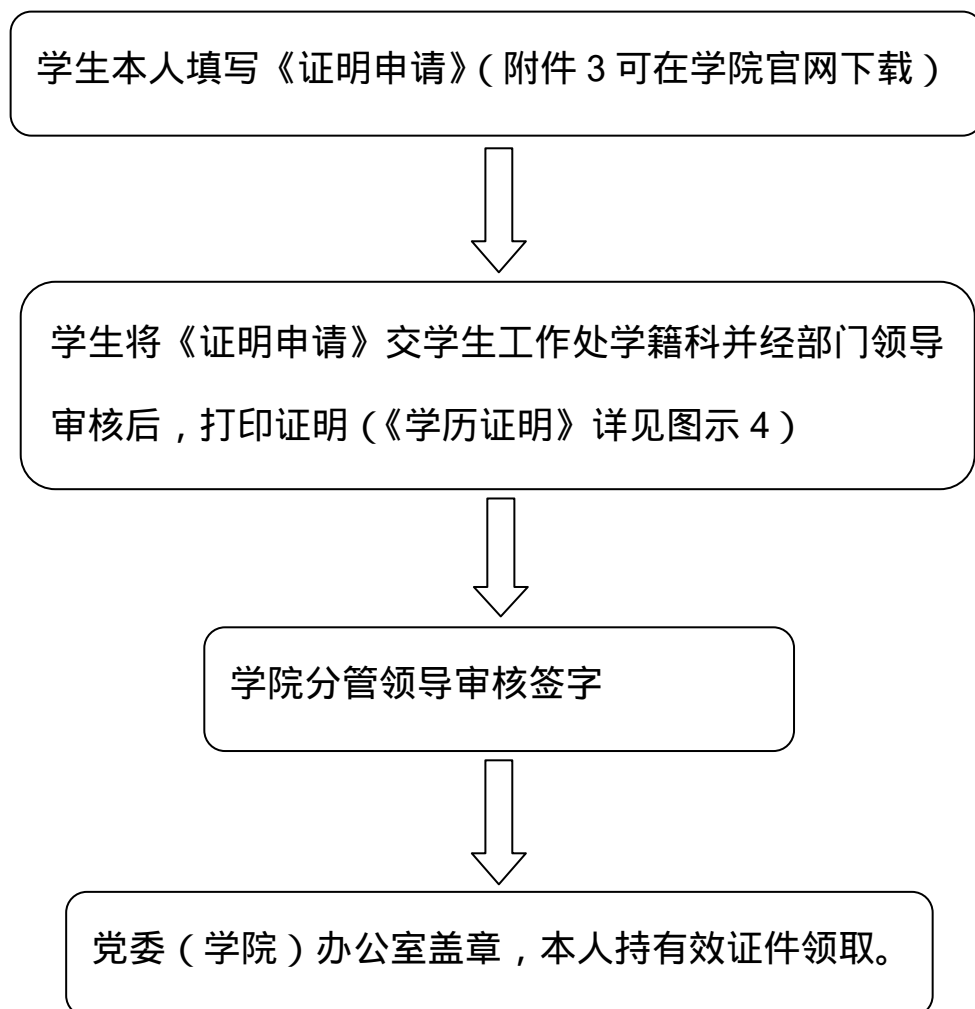 学生本人填写《证明申请》（附件 3 可在学院官网下载）
学生将《证明申请》交学生工作处学籍科并经部门领导
审核后，打印证明（《学历证明》详见图示 4）
学院分管领导审核签字
党委（学院）办公室盖章，本人持有效证件领取。